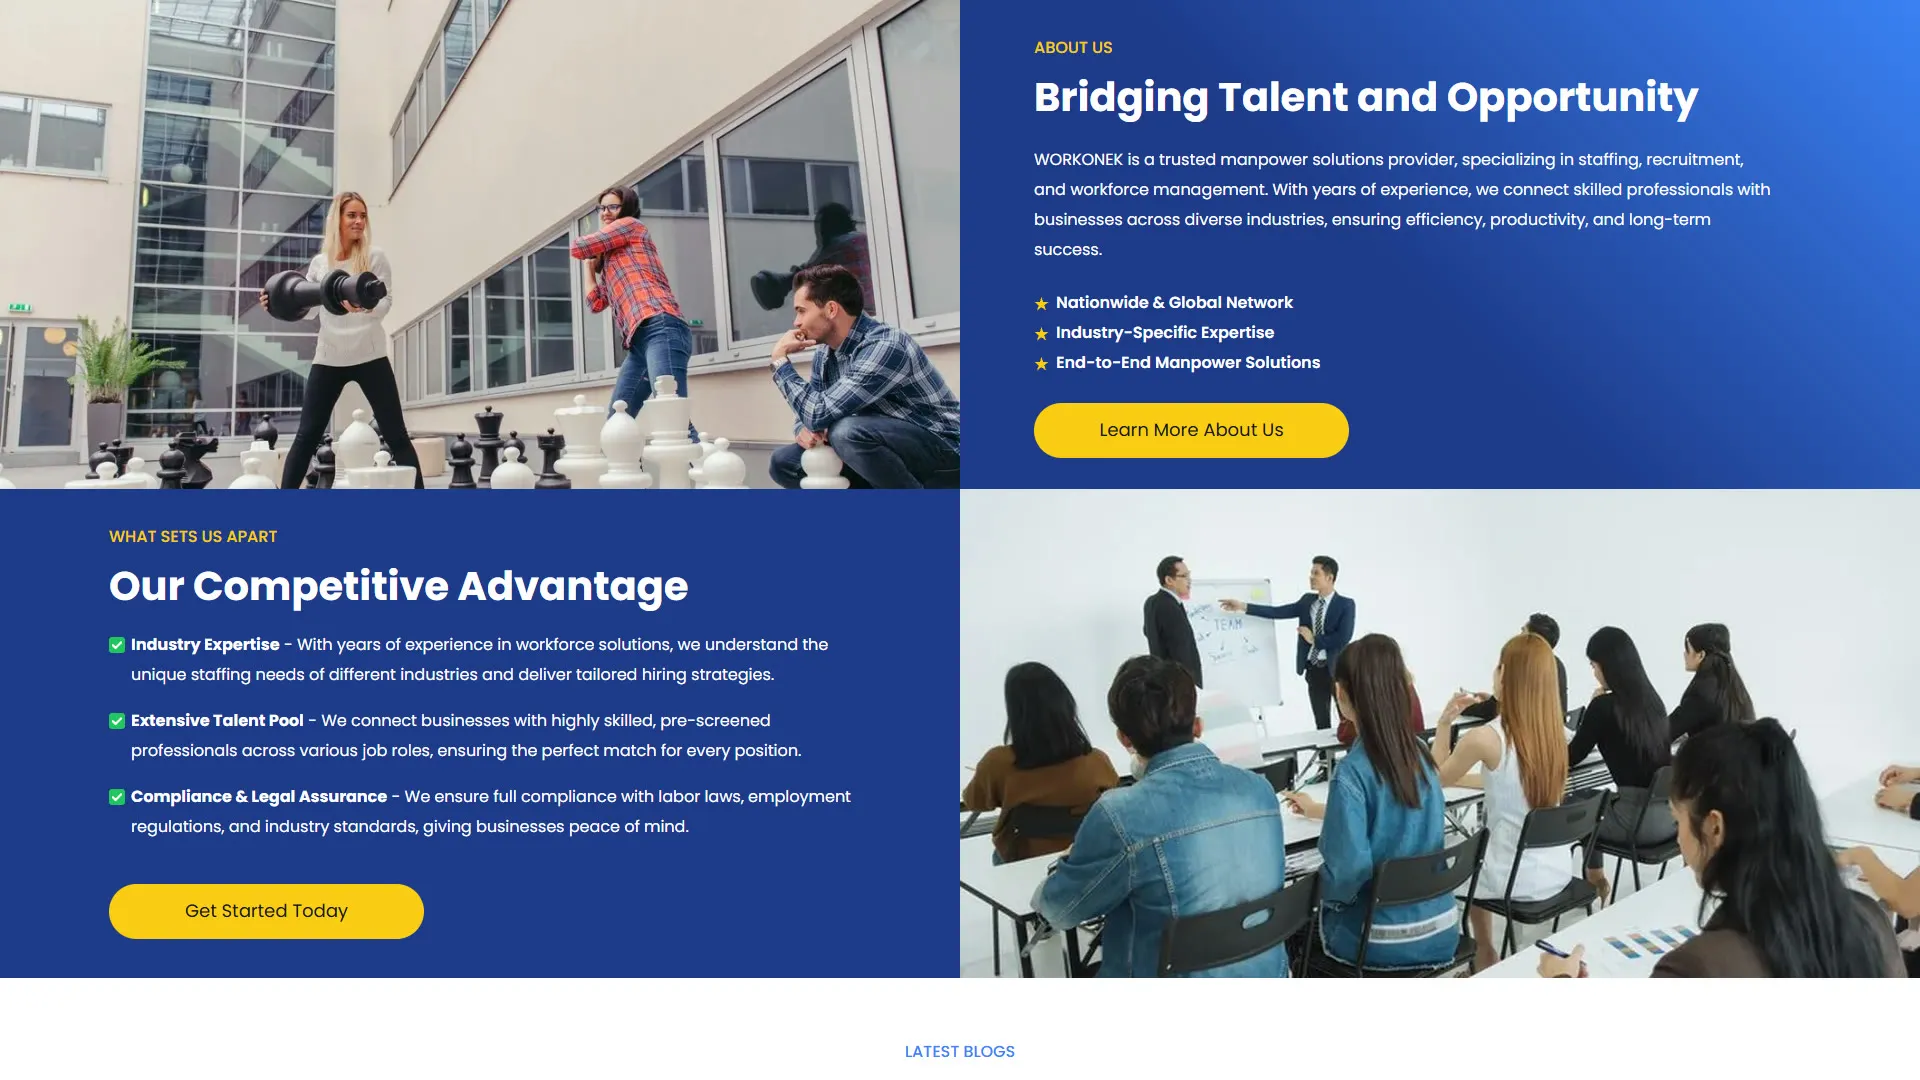 ABOUT US
Bridging Talent and Opportunity
WORKONEK is a trusted manpower solutions provider, specializing in staffing, recruitment,
and workforce management. With years of experience, we connect skilled professionals with
businesses across diverse industries, ensuring efficiency, productivity, and long-term
success.
Nationwide & Global Network
Industry-Specific Expertise
End-to-End Manpower Solutions
Learn More About Us
WHAT SETS US APART
Our Competitive Advantage
Industry Expertise - With years of experience in workforce solutions, we understand the
unique staffing needs of different industries and deliver tailored hiring strategies.
Extensive Talent Pool - We connect businesses with highly skilled, pre-screened
professionals across various job roles, ensuring the perfect match for every position.
Compliance & Legal Assurance - We ensure full compliance with labor laws, employment
regulations, and industry standards, giving businesses peace of mind.
Get Started Today
TEAM
LATEST BLOGS